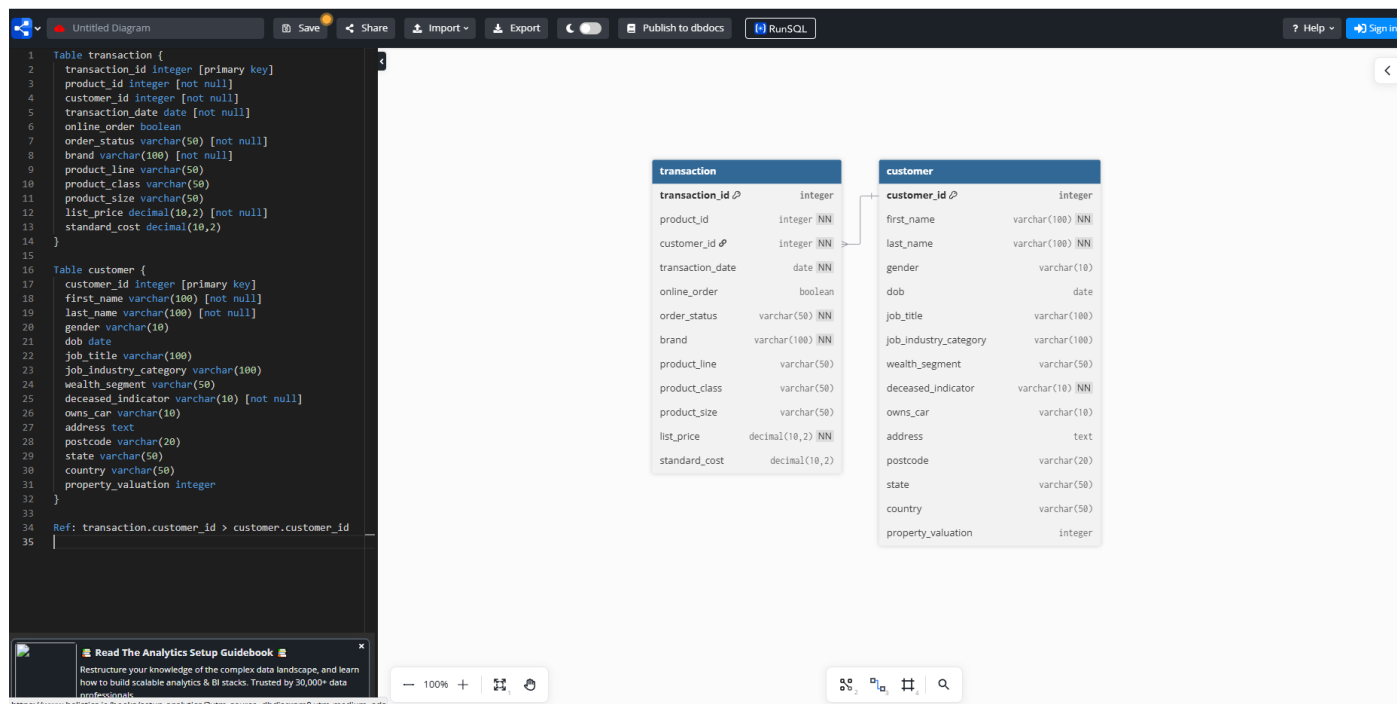 Untitled Diagram
Save
Share
Import
Export
Publish to dbdocs
RunSQL
? Help
Sign in
1 Table transaction {
2 transaction_id integer [primary key]
3 product_id integer [not null]
4 customer_id integer [not null]
5 transaction_date date [not null]
6 online_order boolean
7 order_status varchar(50) [not null]
8 brand varchar(100) [not null]
9 product_line varchar(50)
10 product_class varchar(50)
11 product_size varchar(50)
12 list_price decimal(10,2) [not null]
13 standard_cost decimal(10,2)
14 }
15
16 Table customer {
17 customer_id integer [primary key]
18 first_name varchar(100) [not null]
19 last_name varchar(100) [not null]
20 gender varchar(10)
21 dob date
22 job_title varchar(100)
23 job_industry_category varchar(100)
24 wealth_segment varchar(50)
25 deceased_indicator varchar(10) [not null]
26 owns_car varchar(10)
27 address text
28 postcode varchar(20)
29 state varchar(50)
30 country varchar(50)
31 property_valuation integer
32 }
33
34 Ref: transaction.customer_id > customer.customer_id
35
transaction
transaction_id integer
product_id integer NN
customer_id integer NN
transaction_date date NN
online_order boolean
order_status varchar(50) NN
brand varchar(100) NN
product_line varchar(50)
product_class varchar(50)
product_size varchar(50)
list_price decimal(10,2) NN
standard_cost decimal(10,2)
customer
customer_id integer
first_name varchar(100) NN
last_name varchar(100) NN
gender varchar(10)
dob date
job_title varchar(100)
job_industry_category varchar(100)
wealth_segment varchar(50)
deceased_indicator varchar(10) NN
owns_car varchar(10)
address text
postcode varchar(20)
state varchar(50)
country varchar(50)
property_valuation integer
Read The Analytics Setup Guidebook
Restructure your knowledge of the complex data landscape, and learn
how to build scalable analytics & BI stacks. Trusted by 30,000+ data
professionals
100%
1
2
3
4